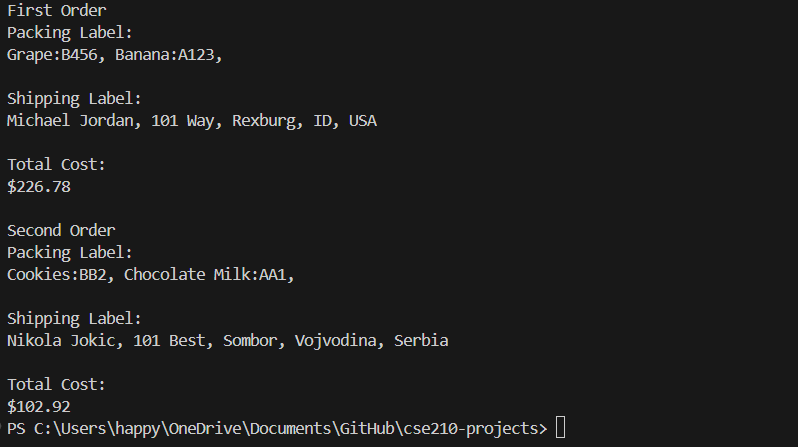 First Order
Packing Label:
Grape:B456, Banana:A123,
Shipping Label:
Michael Jordan, 101 Way, Rexburg, ID, USA
Total Cost:
$226.78
Second Order
Packing Label:
Cookies:BB2, Chocolate Milk:AA1,
Shipping Label:
Nikola Jokic, 101 Best, Sombor, Vojvodina, Serbia
Total Cost:
$102.92
PS C:\Users\happy\OneDrive\Documents\GitHub\cse210-projects>